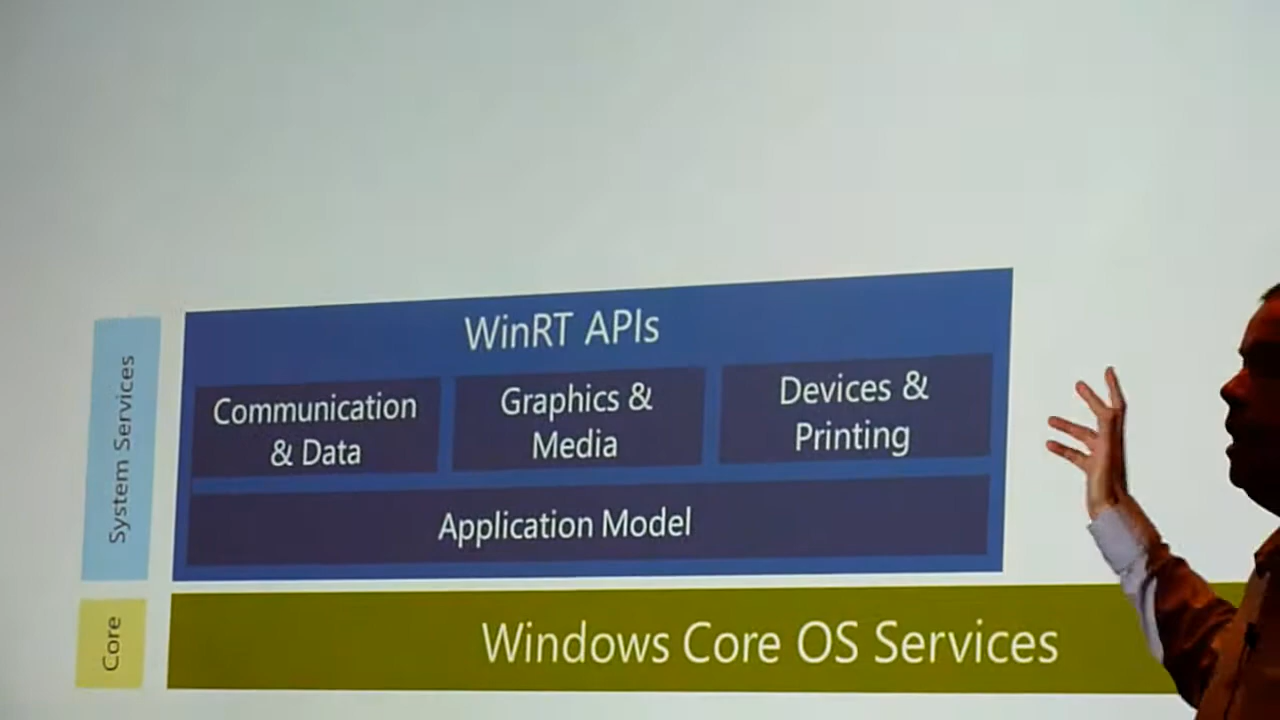 System Services
WinRT APIs
Communication
& Data
Graphics &
Media
Devices &
Printing
Application Model
Core
Windows Core OS Services